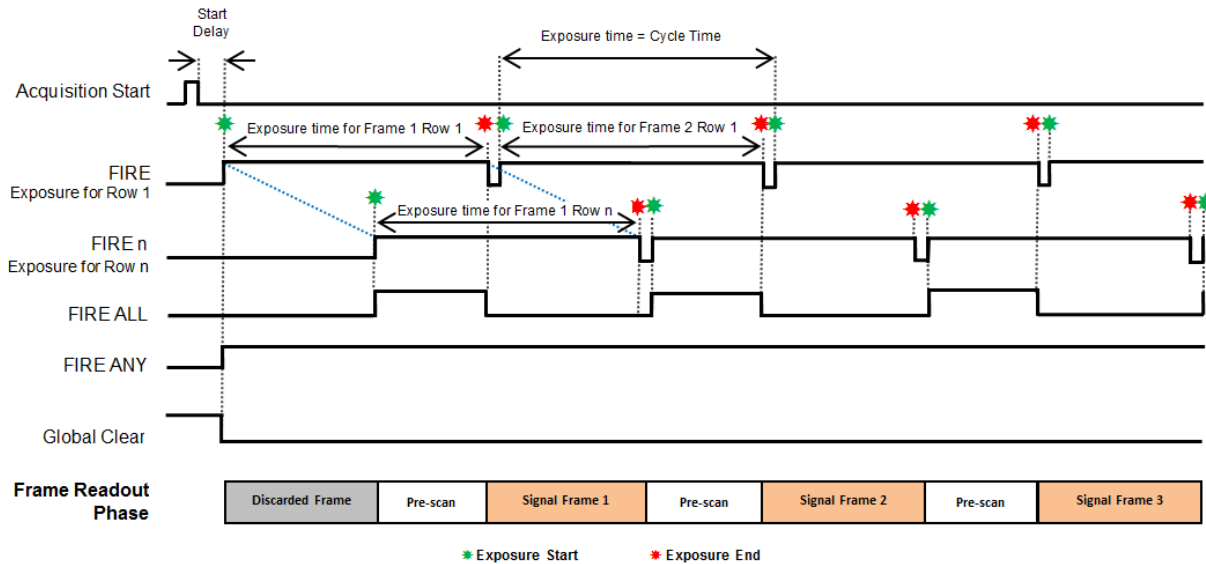 Start
Delay
Exposure time = Cycle Time
Acquisition Start
Exposure time for Frame 1 Row 1
Exposure time for Frame 2 Row 1
FIRE
Exposure for Row 1
Exposure time for Frame 1 Row n
FIRE n
Exposure for Row n
FIRE ALL
FIRE ANY
Global Clear
Frame Readout
Phase
Discarded Frame
Pre-scan
Signal Frame 1
Pre-scan
Signal Frame 2
Pre-scan
Signal Frame 3
Exposure Start
Exposure End